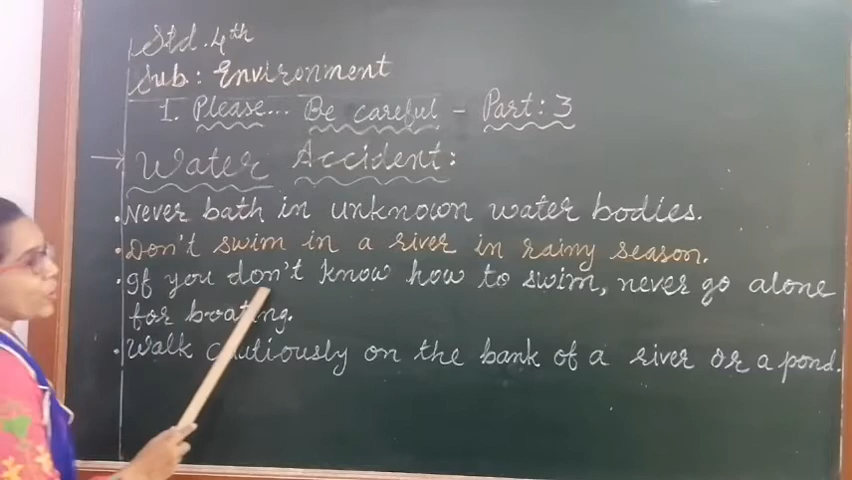 Std. 4th
Sub : Environment
1. Please... Be careful - Part : 3
Water Accident :
• Never bath in unknown water bodies.
• Don't swim in a river in rainy season.
• If you don't know how to swim, never go alone
for boating.
• Walk cautiously on the bank of a river or a pond.